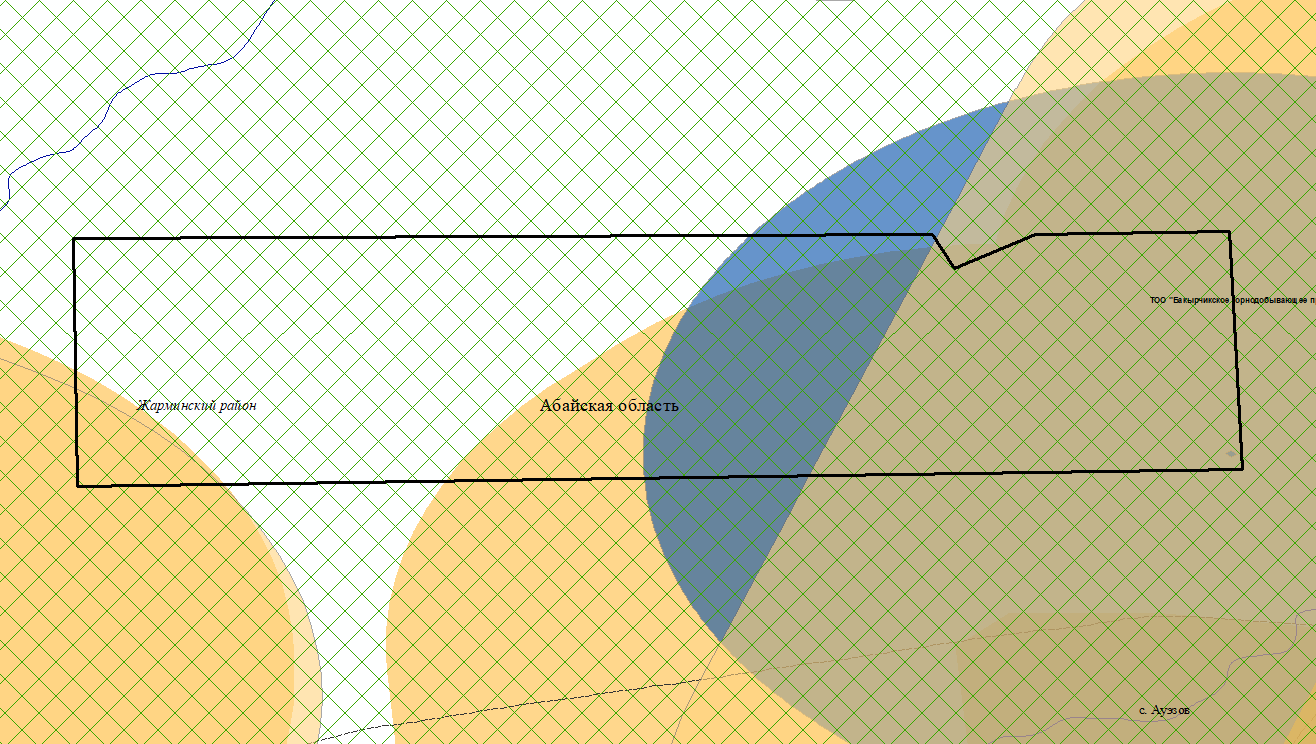 ТОО "Бакырчикское горнодобывающее п
Жарминский район
Абайская область
с. Ауэзов